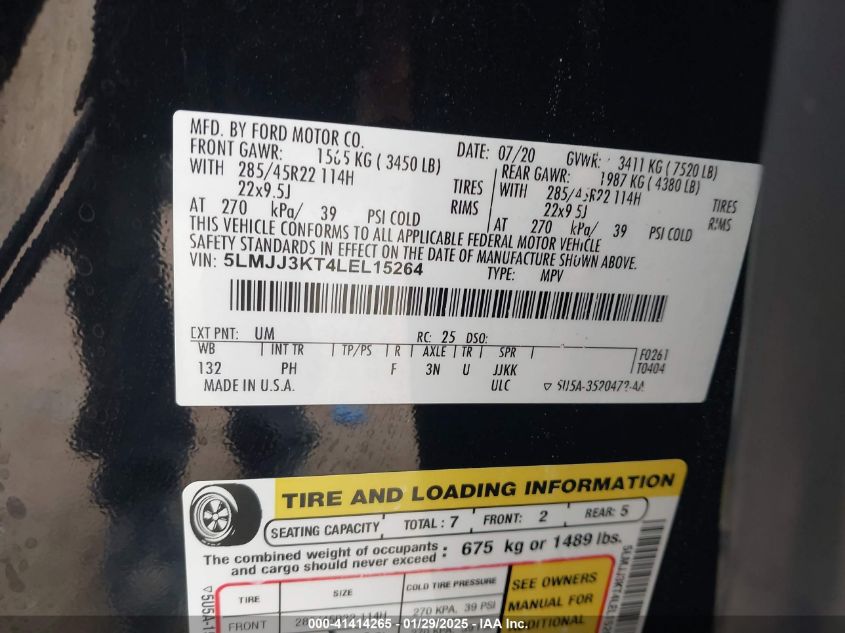 MFD. BY FORD MOTOR CO. DATE: 07/20 GVWR: 3411 KG ( 7520 LB)
FRONT GAWR: 1565 KG ( 3450 LB) REAR GAWR: 1987 KG ( 4380 LB)
WITH 285/45R22 114H TIRES WITH 285/45R22 114H TIRES
22x9.5J RIMS 22x9.5J RIMS
AT 270 kPa/ 39 PSI COLD AT 270 kPa/ 39 PSI COLD
THIS VEHICLE CONFORMS TO ALL APPLICABLE FEDERAL MOTOR VEHICLE
SAFETY STANDARDS IN EFFECT ON THE DATE OF MANUFACTURE SHOWN ABOVE.
VIN: 5LMJJ3KT4LEL15264 TYPE: MPV
EXT PNT: UM RC: 25 DSO:
WB INT TR TP/PS R AXLE TR SPR F0261
132 PH F 3N U JJKK T0404
MADE IN U.S.A. ULC
TIRE AND LOADING INFORMATION
SEATING CAPACITY TOTAL : 7 FRONT: 2 REAR: 5
The combined weight of occupants and cargo should never exceed : 675 kg or 1489 lbs.
TIRE SIZE COLD TIRE PRESSURE SEE OWNERS
MANUAL FOR
FRONT 114H 270 KPA, 39 PSI ADDITIONAL
000-41414265 - 01/29/2025 - IAA Inc.